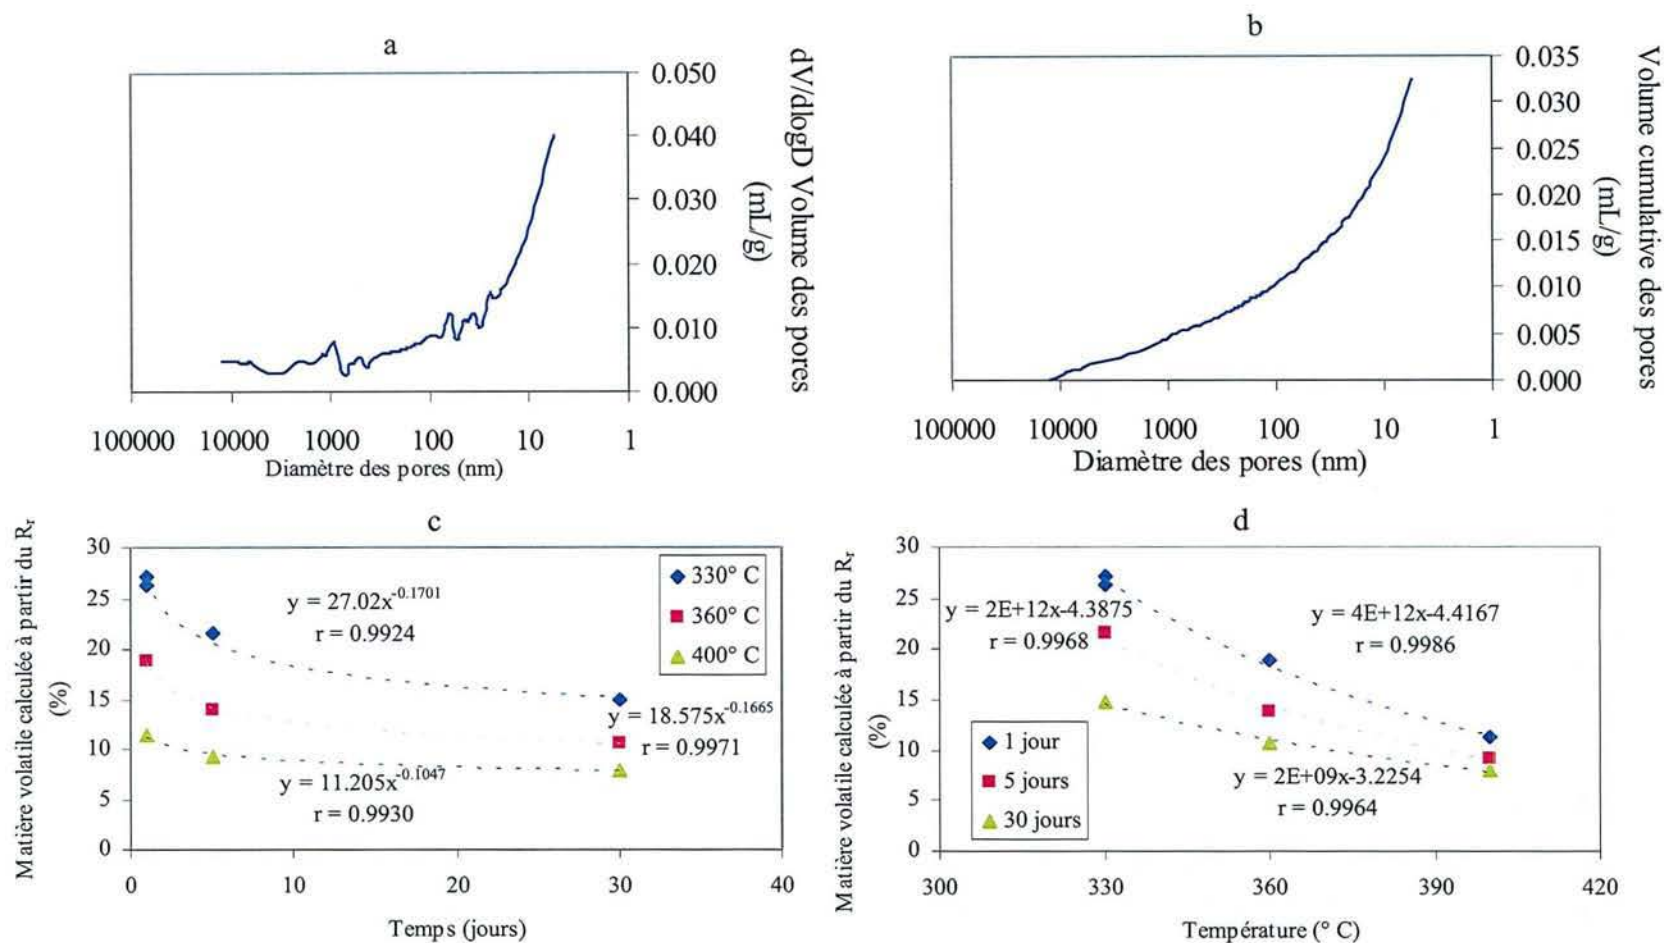 a
dV/dlogD Volume des pores
(mL/g)
0.050
0.040
0.030
0.020
0.010
0.000
100000 10000 1000 100 10 1
Diamètre des pores (nm)
b
Volume cumulative des pores
(mL/g)
0.035
0.030
0.025
0.020
0.015
0.010
0.005
0.000
100000 10000 1000 100 10 1
Diamètre des pores (nm)
c
Matière volatile calculée à partir du Rr
(%)
30
25
20
15
10
5
0
y = 27.02x-0.1701
r = 0.9924
330° C
360° C
400° C
y = 18.575x-0.1665
r = 0.9971
y = 11.205x-0.1047
r = 0.9930
0 10 20 30 40
Temps (jours)
d
Matière volatile calculée à partir du Rr
(%)
30
25
20
15
10
5
0
y = 2E+12x-4.3875
r = 0.9968
y = 4E+12x-4.4167
r = 0.9986
1 jour
5 jours
30 jours
y = 2E+09x-3.2254
r = 0.9964
300 330 360 390 420
Température (° C)